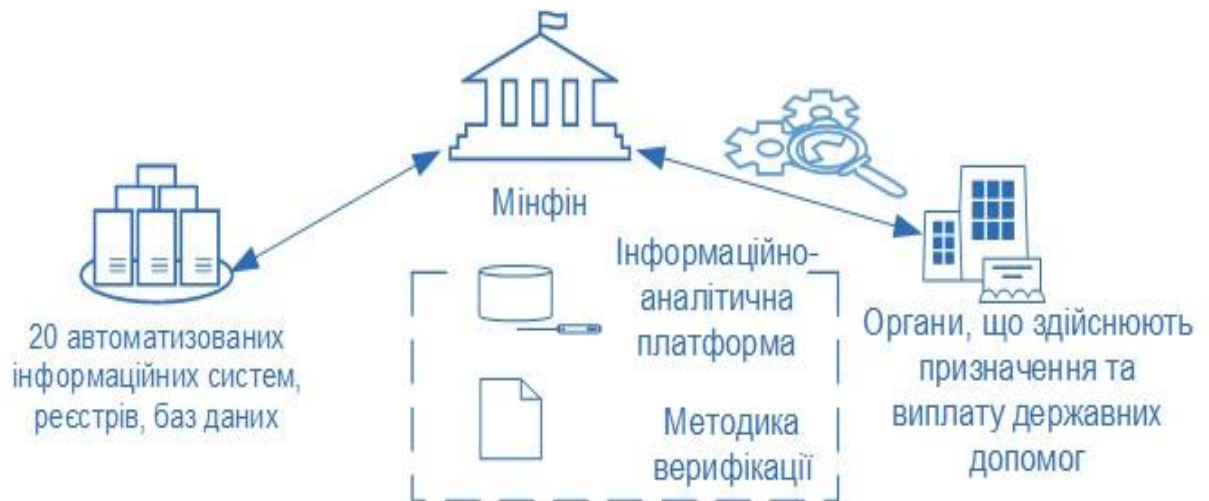 Мінфін
20 автоматизованих
інформаційних систем,
реєстрів, баз даних
Інформаційно-
аналітична
платформа
Методика
верифікації
Органи, що здійснюють
призначення та
виплату державних
допомог